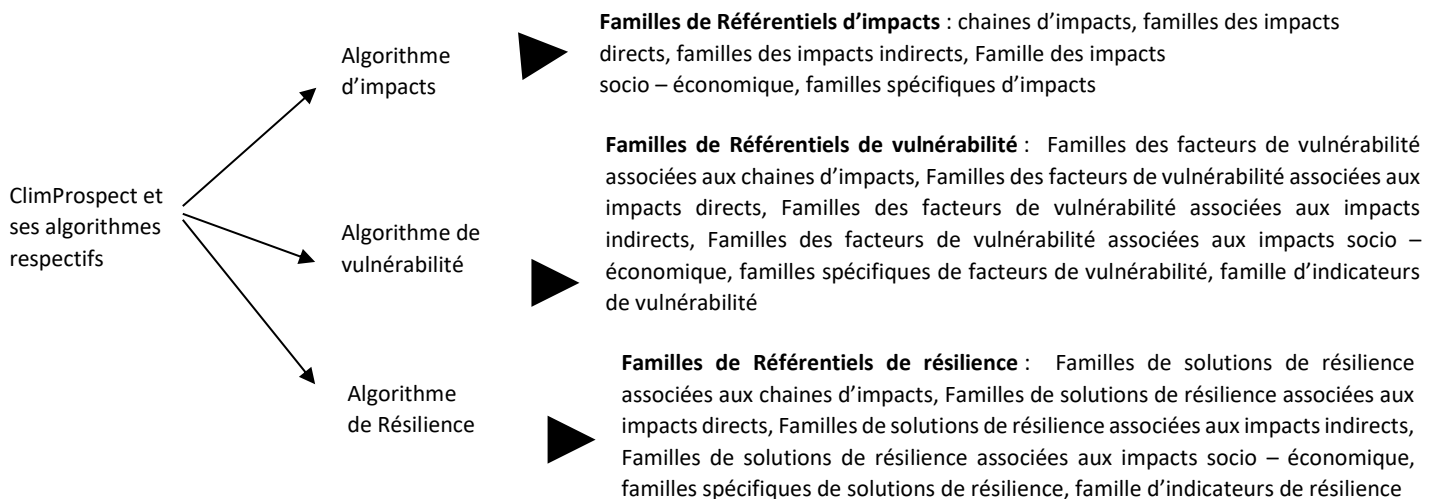 ClimProspect et
ses algorithmes
respectifs
Algorithme
d’impacts
Familles de Référentiels d’impacts : chaines d’impacts, familles des impacts
directs, familles des impacts indirects, Famille des impacts
socio – économique, familles spécifiques d’impacts
Algorithme de
vulnérabilité
Familles de Référentiels de vulnérabilité : Familles des facteurs de vulnérabilité
associées aux chaines d’impacts, Familles des facteurs de vulnérabilité associées aux
impacts directs, Familles des facteurs de vulnérabilité associées aux impacts
indirects, Familles des facteurs de vulnérabilité associées aux impacts socio –
économique, familles spécifiques de facteurs de vulnérabilité, famille d’indicateurs
de vulnérabilité
Algorithme
de Résilience
Familles de Référentiels de résilience : Familles de solutions de résilience
associées aux chaines d’impacts, Familles de solutions de résilience associées aux
impacts directs, Familles de solutions de résilience associées aux impacts indirects,
Familles de solutions de résilience associées aux impacts socio – économique,
familles spécifiques de solutions de résilience, famille d’indicateurs de résilience